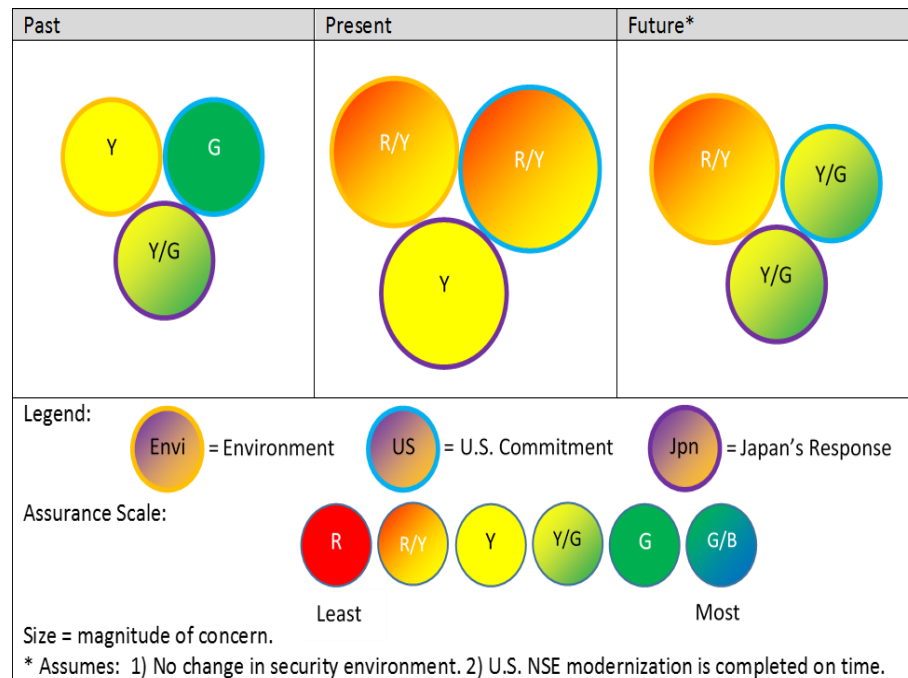 Past Present Future*
Y G Y/G
R/Y R/Y Y
R/Y Y/G Y/G
Legend:
Envi = Environment US = U.S. Commitment Jpn = Japan's Response
Assurance Scale:
R R/Y Y Y/G G G/B
Least Most
Size = magnitude of concern.
* Assumes: 1) No change in security environment. 2) U.S. NSE modernization is completed on time.